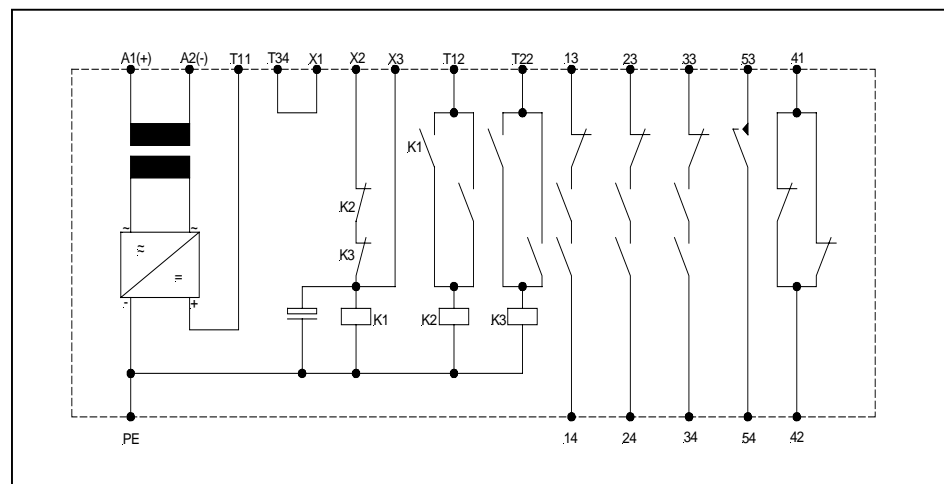 A1(+) A2(-) T11 T34 X1 X2 X3 T12 T22 13 23 33 53 41
K1
K2
~ ~
≈
K3
=
- +
K1 K2 K3
PE 14 24 34 54 42